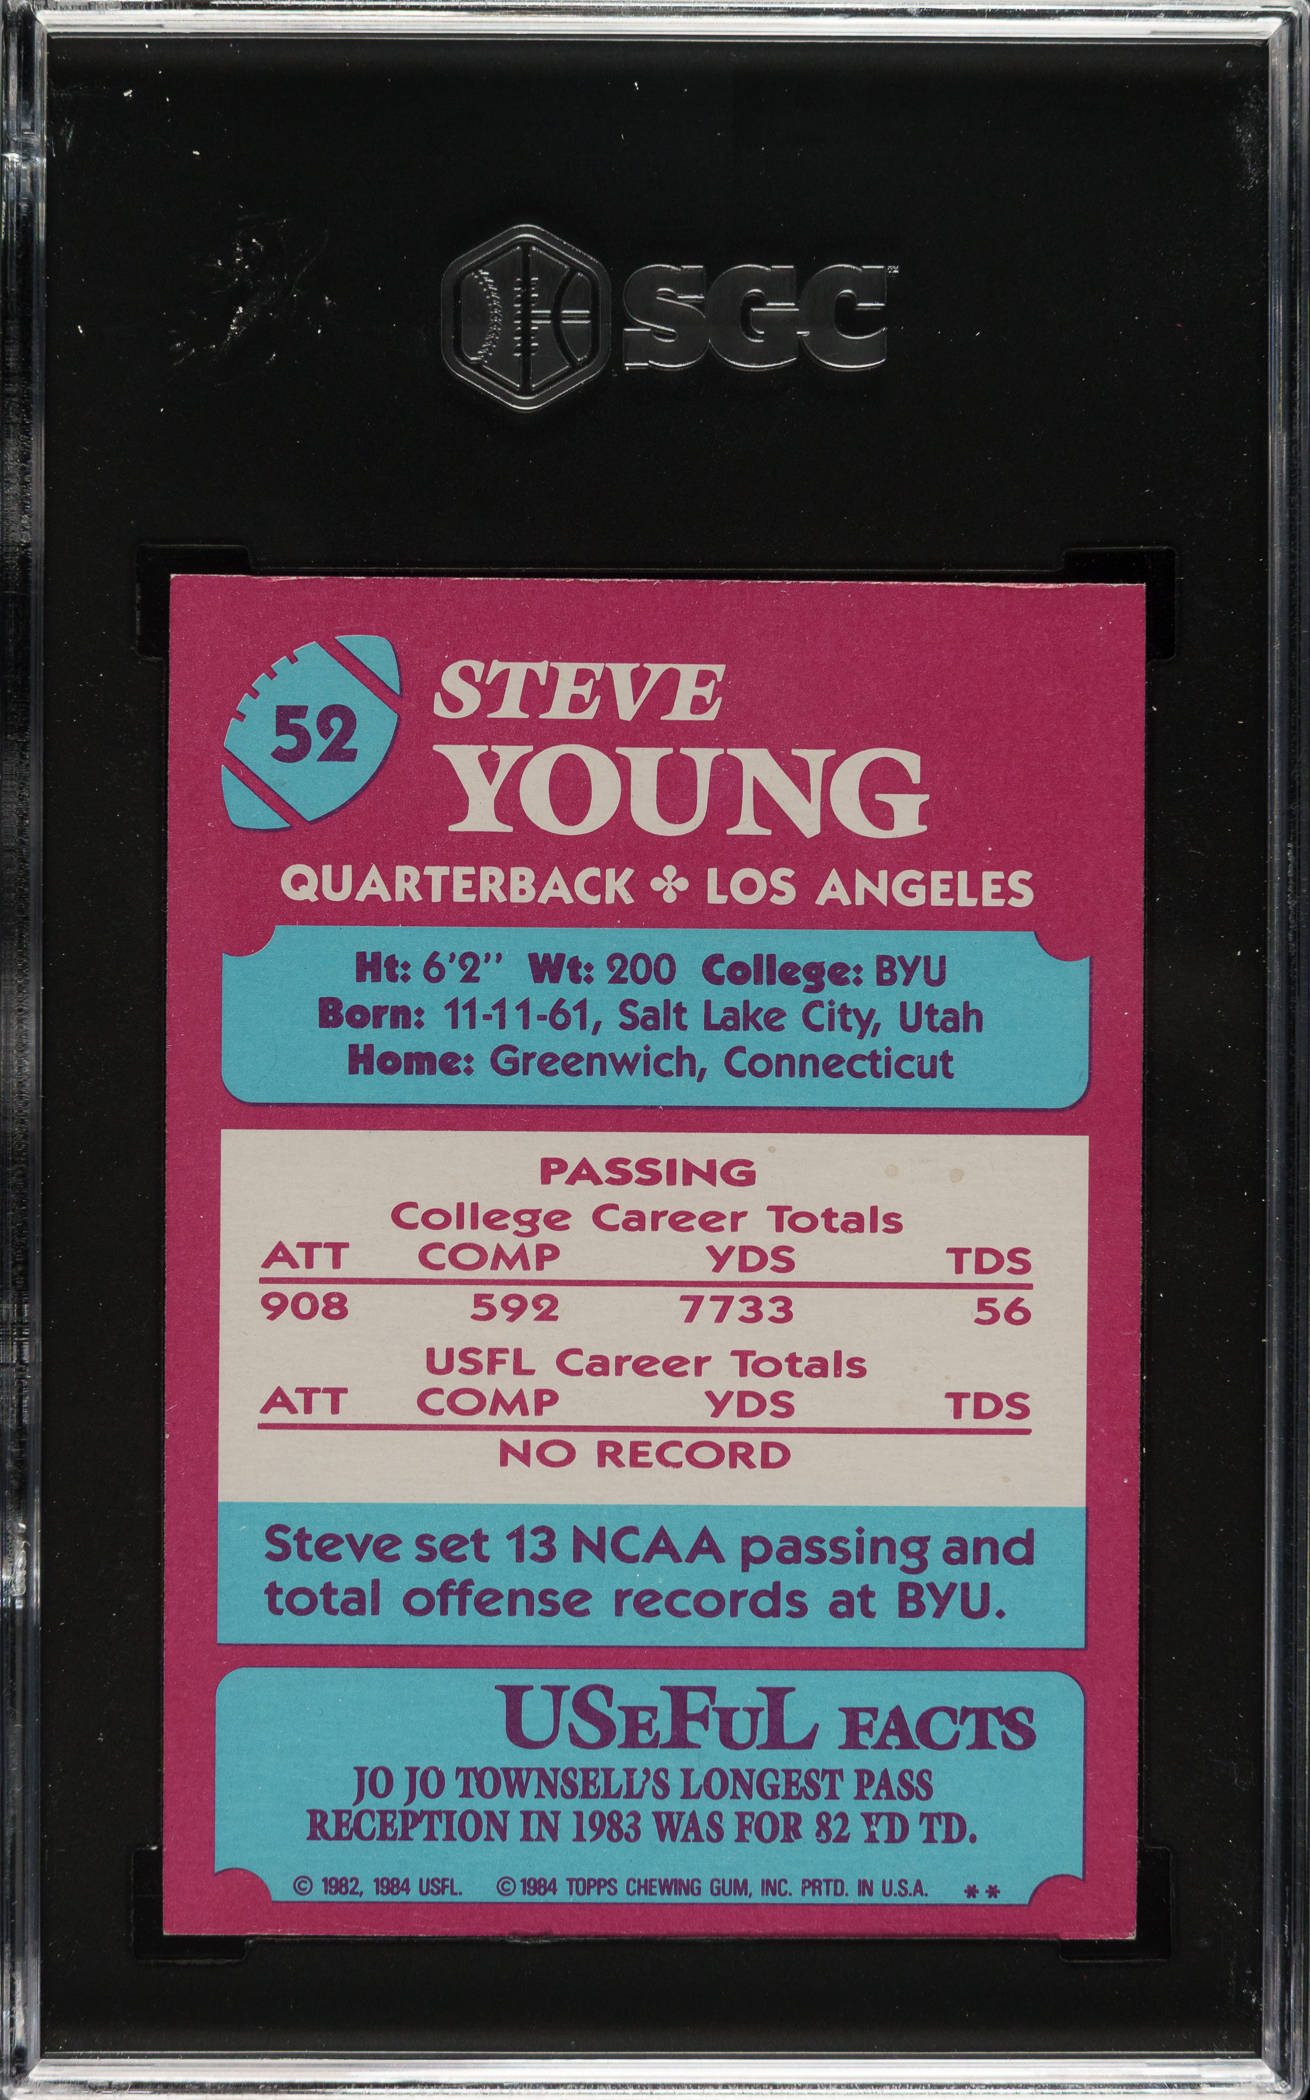 SGC™
52
STEVE
YOUNG
QUARTERBACK ✤ LOS ANGELES
Ht: 6'2" Wt: 200 College: BYU
Born: 11-11-61, Salt Lake City, Utah
Home: Greenwich, Connecticut
PASSING
College Career Totals
ATT COMP YDS TDS
908 592 7733 56
USFL Career Totals
ATT COMP YDS TDS
NO RECORD
Steve set 13 NCAA passing and
total offense records at BYU.
USeFuL FACTS
JO JO TOWNSELL'S LONGEST PASS
RECEPTION IN 1983 WAS FOR 82 YD TD.
© 1982, 1984 USFL. © 1984 TOPPS CHEWING GUM, INC. PRTD. IN U.S.A. **